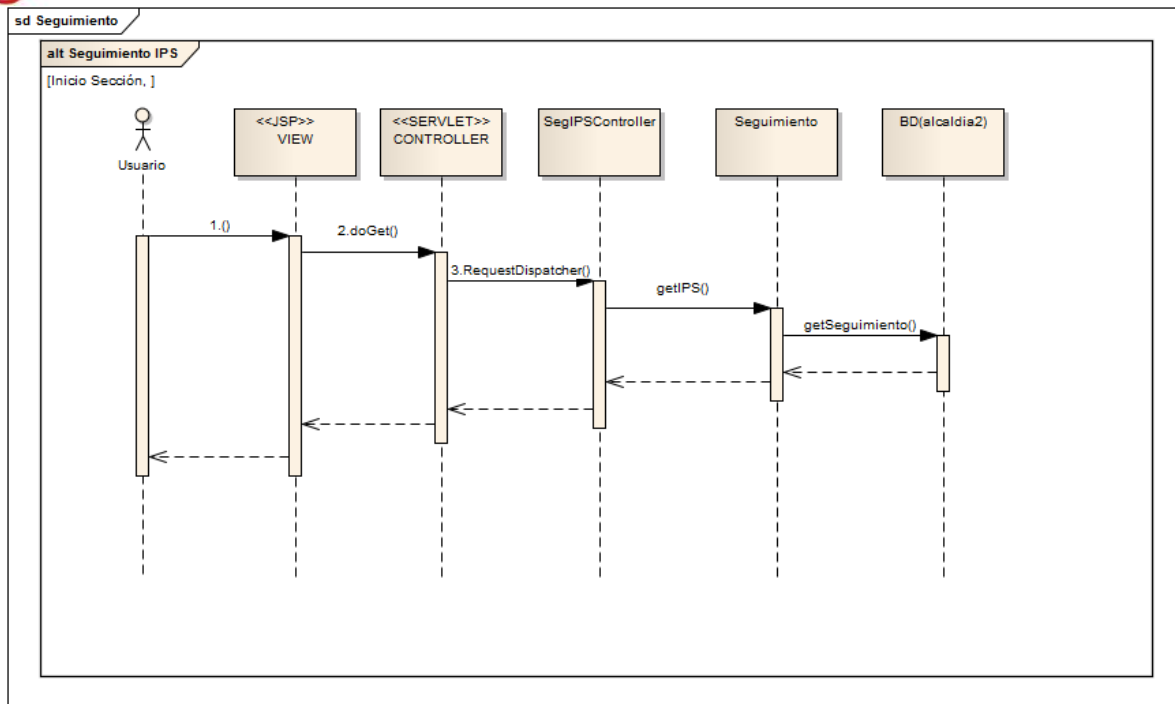 sd Seguimiento
alt Seguimiento IPS
[Inicio Sección, ]
Usuario
<<JSP>>
VIEW
<<SERVLET>>
CONTROLLER
SegIPSController
Seguimiento
BD(alcaldia2)
1.()
2.doGet()
3.RequestDispatcher()
getIPS()
getSeguimiento()